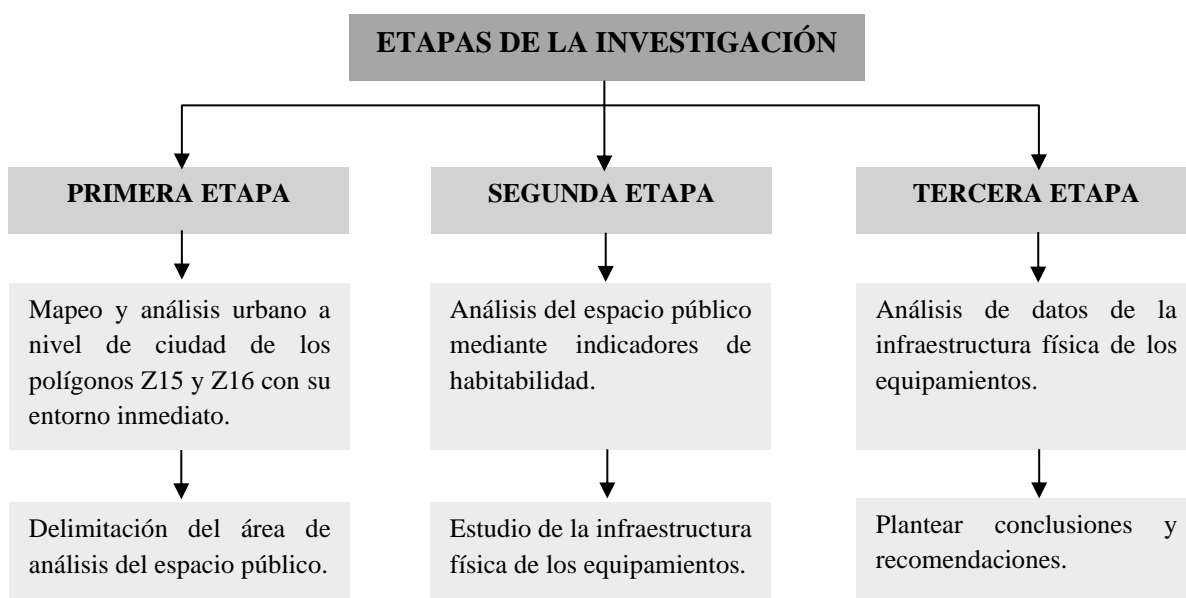 ETAPAS DE LA INVESTIGACIÓN
PRIMERA ETAPA
Mapeo y análisis urbano a
nivel de ciudad de los
polígonos Z15 y Z16 con su
entorno inmediato.
Delimitación del área de
análisis del espacio público.
SEGUNDA ETAPA
Análisis del espacio público
mediante indicadores de
habitabilidad.
Estudio de la infraestructura
física de los equipamientos.
TERCERA ETAPA
Análisis de datos de la
infraestructura física de los
equipamientos.
Plantear conclusiones y
recomendaciones.